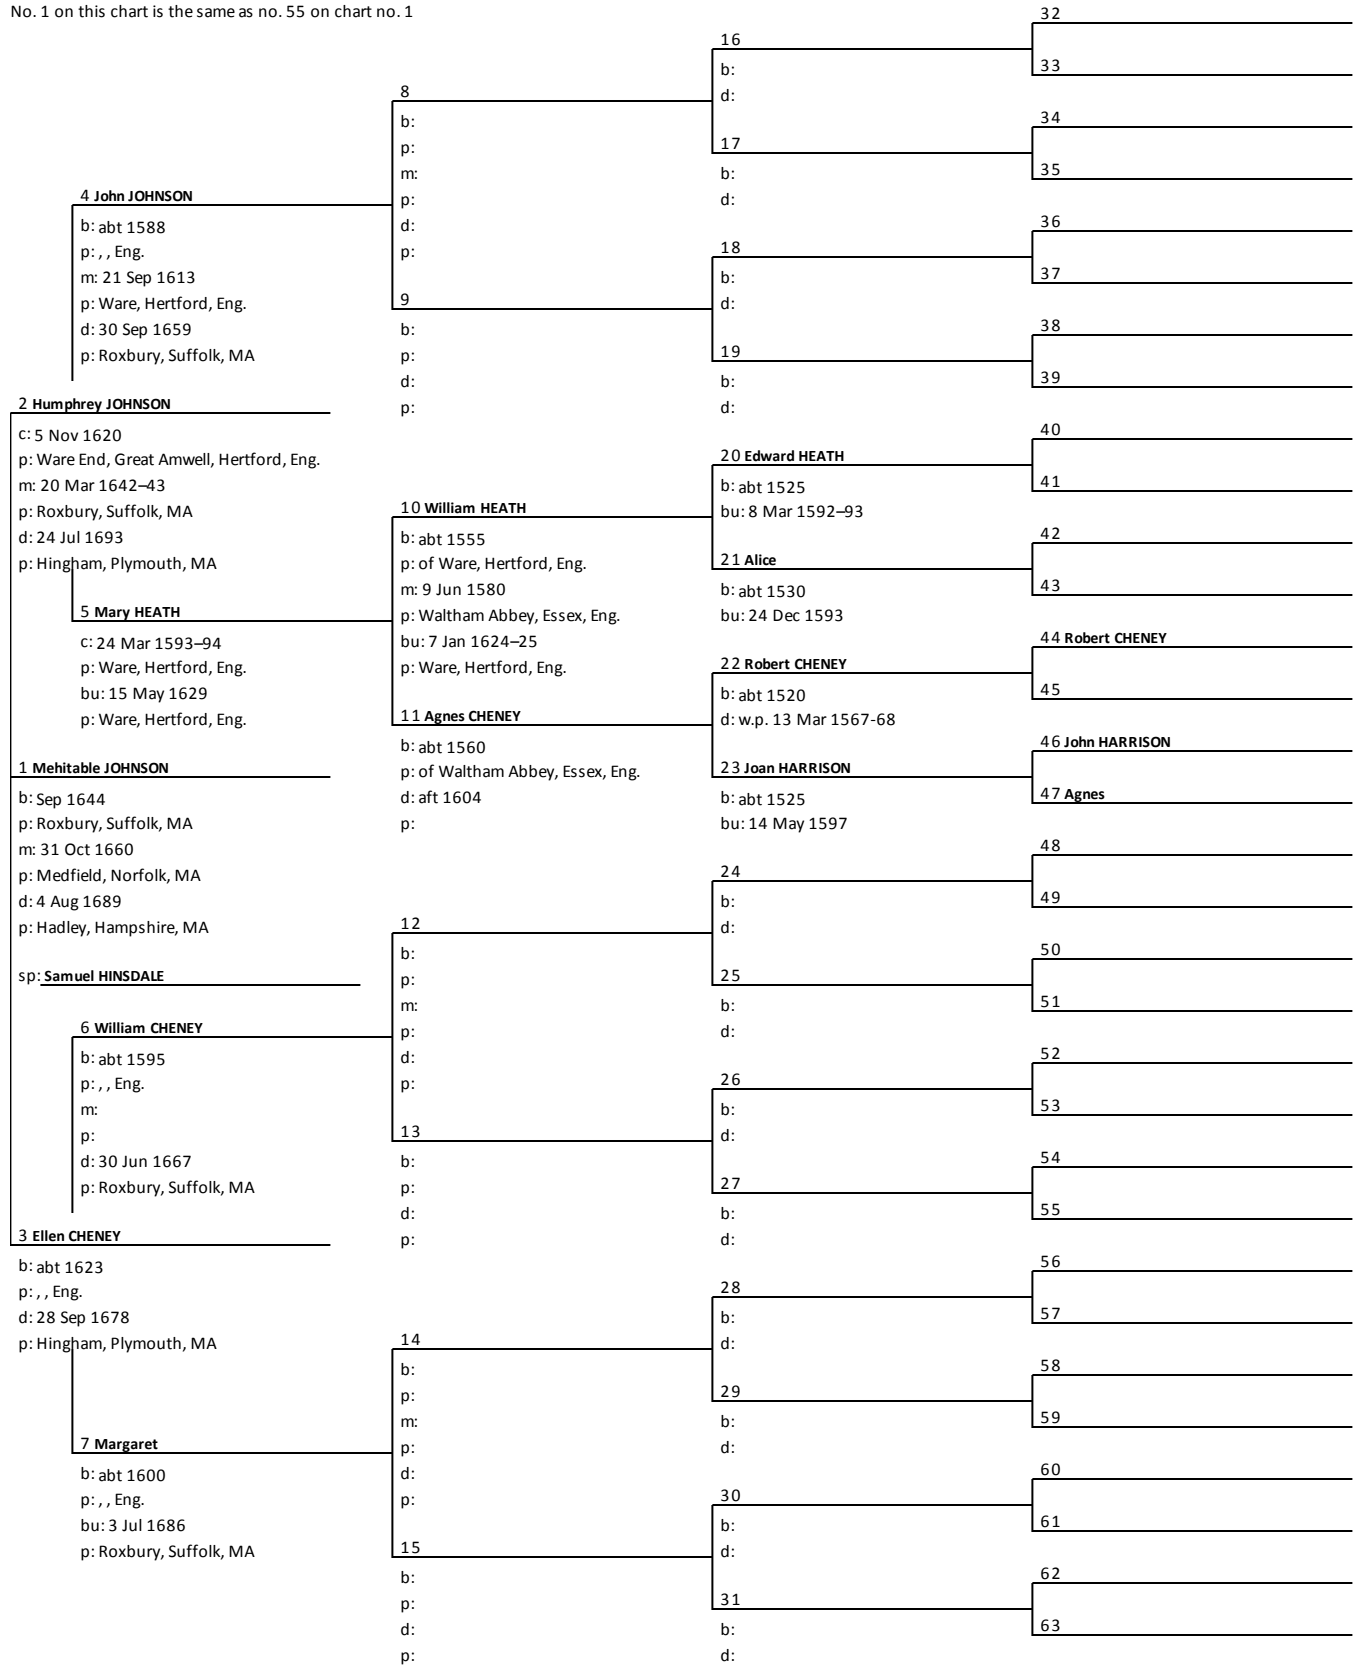 No. 1 on this chart is the same as no. 55 on chart no. 1
4 John JOHNSON
b: abt 1588
p: , , Eng.
m: 21 Sep 1613
p: Ware, Hertford, Eng.
d: 30 Sep 1659
p: Roxbury, Suffolk, MA
2 Humphrey JOHNSON
c: 5 Nov 1620
p: Ware End, Great Amwell, Hertford, Eng.
m: 20 Mar 1642–43
p: Roxbury, Suffolk, MA
d: 24 Jul 1693
p: Hingham, Plymouth, MA
5 Mary HEATH
c: 24 Mar 1593–94
p: Ware, Hertford, Eng.
bu: 15 May 1629
p: Ware, Hertford, Eng.
1 Mehitable JOHNSON
b: Sep 1644
p: Roxbury, Suffolk, MA
m: 31 Oct 1660
p: Medfield, Norfolk, MA
d: 4 Aug 1689
p: Hadley, Hampshire, MA
sp: Samuel HINSDALE
6 William CHENEY
b: abt 1595
p: , , Eng.
m:
p:
d: 30 Jun 1667
p: Roxbury, Suffolk, MA
3 Ellen CHENEY
b: abt 1623
p: , , Eng.
d: 28 Sep 1678
p: Hingham, Plymouth, MA
7 Margaret
b: abt 1600
p: , , Eng.
bu: 3 Jul 1686
p: Roxbury, Suffolk, MA
8
b:
p:
m:
p:
d:
p:
9
b:
p:
d:
p:
10 William HEATH
b: abt 1555
p: of Ware, Hertford, Eng.
m: 9 Jun 1580
p: Waltham Abbey, Essex, Eng.
bu: 7 Jan 1624–25
p: Ware, Hertford, Eng.
11 Agnes CHENEY
b: abt 1560
p: of Waltham Abbey, Essex, Eng.
d: aft 1604
p:
12
b:
p:
m:
p:
d:
p:
13
b:
p:
d:
p:
14
b:
p:
m:
p:
d:
p:
15
b:
p:
d:
p:
16
b:
d:
17
b:
d:
18
b:
d:
19
b:
d:
20 Edward HEATH
b: abt 1525
bu: 8 Mar 1592–93
21 Alice
b: abt 1530
bu: 24 Dec 1593
22 Robert CHENEY
b: abt 1520
d: w.p. 13 Mar 1567-68
23 Joan HARRISON
b: abt 1525
bu: 14 May 1597
24
b:
d:
25
b:
d:
26
b:
d:
27
b:
d:
28
b:
d:
29
b:
d:
30
b:
d:
31
b:
d:
32
33
34
35
36
37
38
39
40
41
42
43
44 Robert CHENEY
45
46 John HARRISON
47 Agnes
48
49
50
51
52
53
54
55
56
57
58
59
60
61
62
63